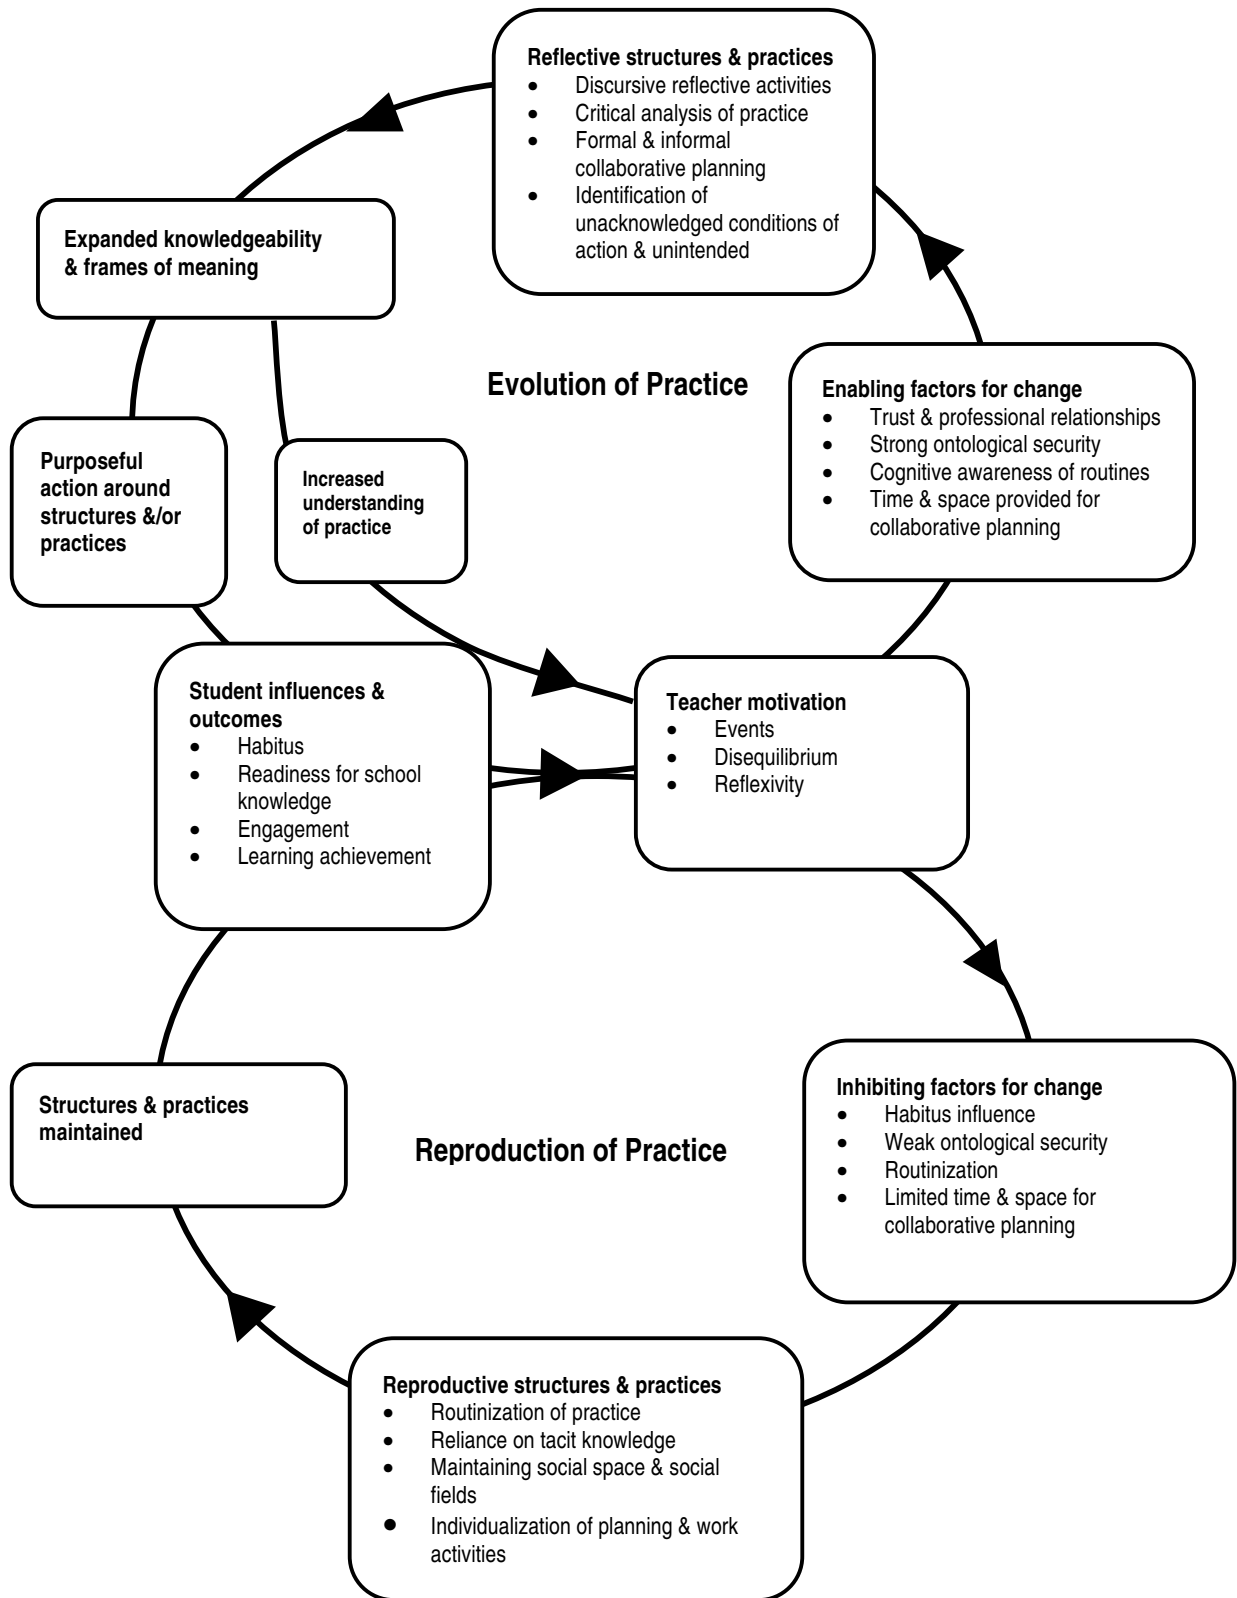 Reflective structures & practices
• Discursive reflective activities
• Critical analysis of practice
• Formal & informal
collaborative planning
• Identification of
unacknowledged conditions of
action & unintended
Expanded knowledgeability
& frames of meaning
Evolution of Practice
Enabling factors for change
• Trust & professional relationships
• Strong ontological security
• Cognitive awareness of routines
• Time & space provided for
collaborative planning
Purposeful
action around
structures &/or
practices
Increased
understanding
of practice
Student influences &
outcomes
• Habitus
• Readiness for school
knowledge
• Engagement
• Learning achievement
Teacher motivation
• Events
• Disequilibrium
• Reflexivity
Structures & practices
maintained
Reproduction of Practice
Inhibiting factors for change
• Habitus influence
• Weak ontological security
• Routinization
• Limited time & space for
collaborative planning
Reproductive structures & practices
• Routinization of practice
• Reliance on tacit knowledge
• Maintaining social space & social
fields
• Individualization of planning & work
activities